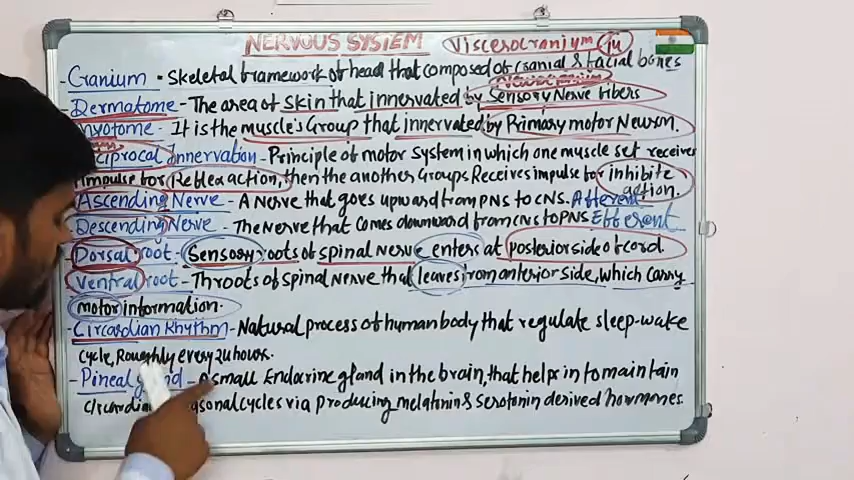 NERVOUS SYSTEM Viscerocranium
- Cranium - Skeletal framework of head that composed of cranial & facial bones
Neurocranium
- Dermatome - The area of skin that innervated by Sensory Nerve fibers
Myotome - It is the muscle's Group that innervated by Primary motor Neuron.
ciprocal Innervation - Principle of motor System in which one muscle set receives
impulse for Reflex action, then the another Groups Receives impulse for inhibite action.
- Ascending Nerve - A Nerve that goes upward from PNS to CNS. Afferent
- Descending Nerve - The Nerve that comes downward from CNS to PNS Efferent
- Dorsal root - Sensory roots of spinal nerve enters at posterior side of cord.
- Ventral root - The roots of spinal Nerve that leaves from anterior side, which carry
motor information.
- Circardian Rhythm - Natural process of human body that regulate sleep-wake
cycle, Roughly every 24 hours.
- Pineal gland - A small Endocrine gland in the brain, that helps in to maintain
Circardia sonal cycles via producing melatonin & serotonin derived hormones.